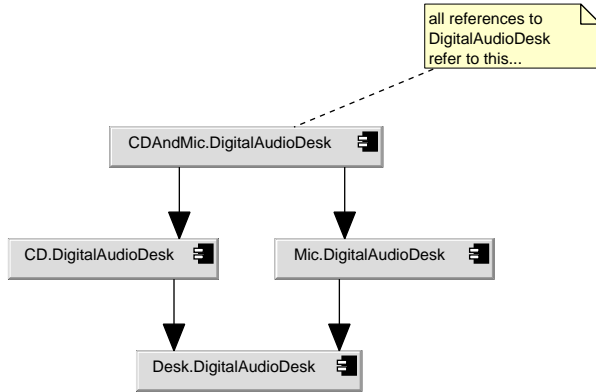 all references to
DigitalAudioDesk
refer to this...
CDAndMic.DigitalAudioDesk
CD.DigitalAudioDesk
Mic.DigitalAudioDesk
Desk.DigitalAudioDesk